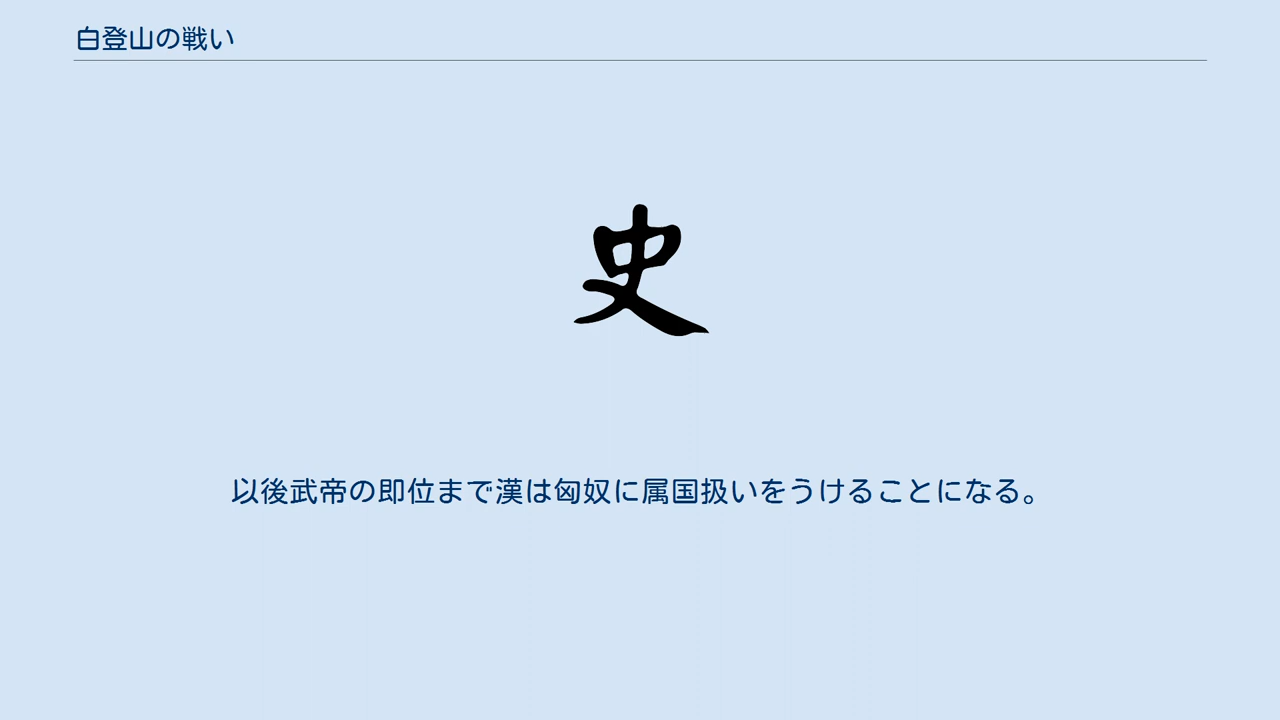 白登山の戦い
史
以後武帝の即位まで漢は匈奴に属国扱いをうけることになる。